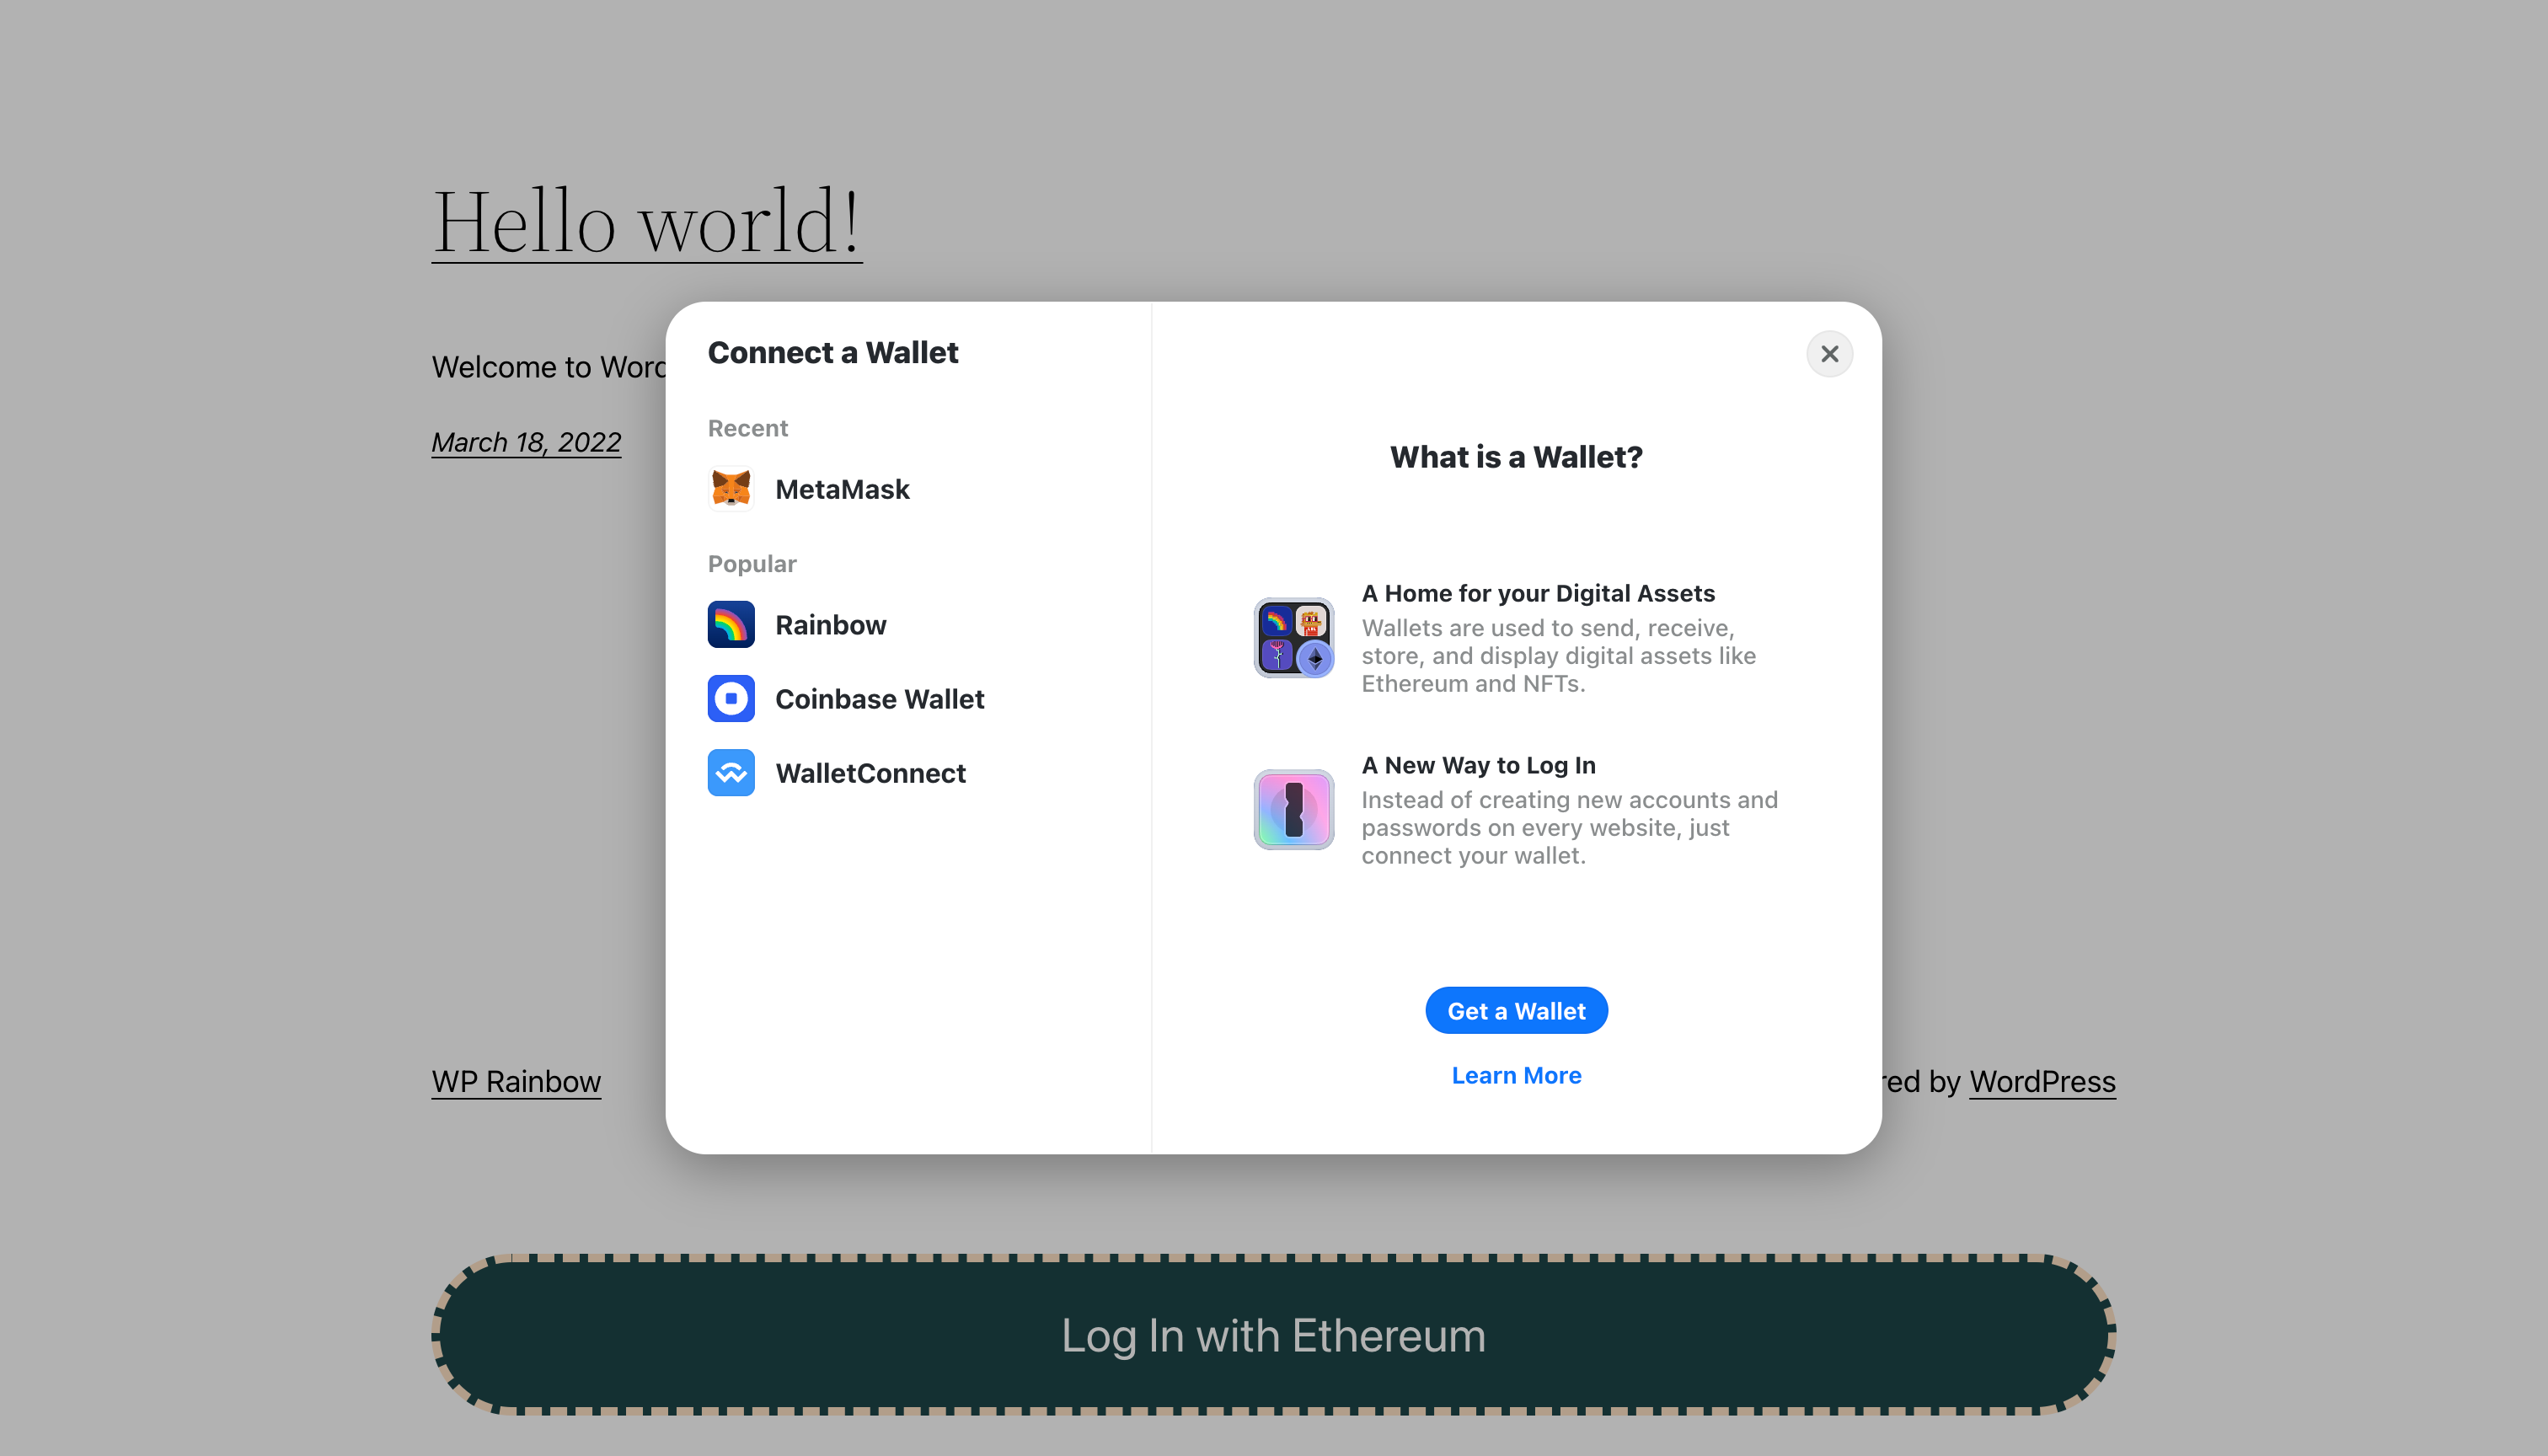 Hello world!
Welcome to Word
March 18, 2022
Connect a Wallet
Recent
MetaMask
Popular
Rainbow
Coinbase Wallet
WalletConnect
What is a Wallet?
A Home for your Digital Assets
Wallets are used to send, receive,
store, and display digital assets like
Ethereum and NFTs.
A New Way to Log In
Instead of creating new accounts and
passwords on every website, just
connect your wallet.
Get a Wallet
Learn More
WP Rainbow
red by WordPress
Log In with Ethereum